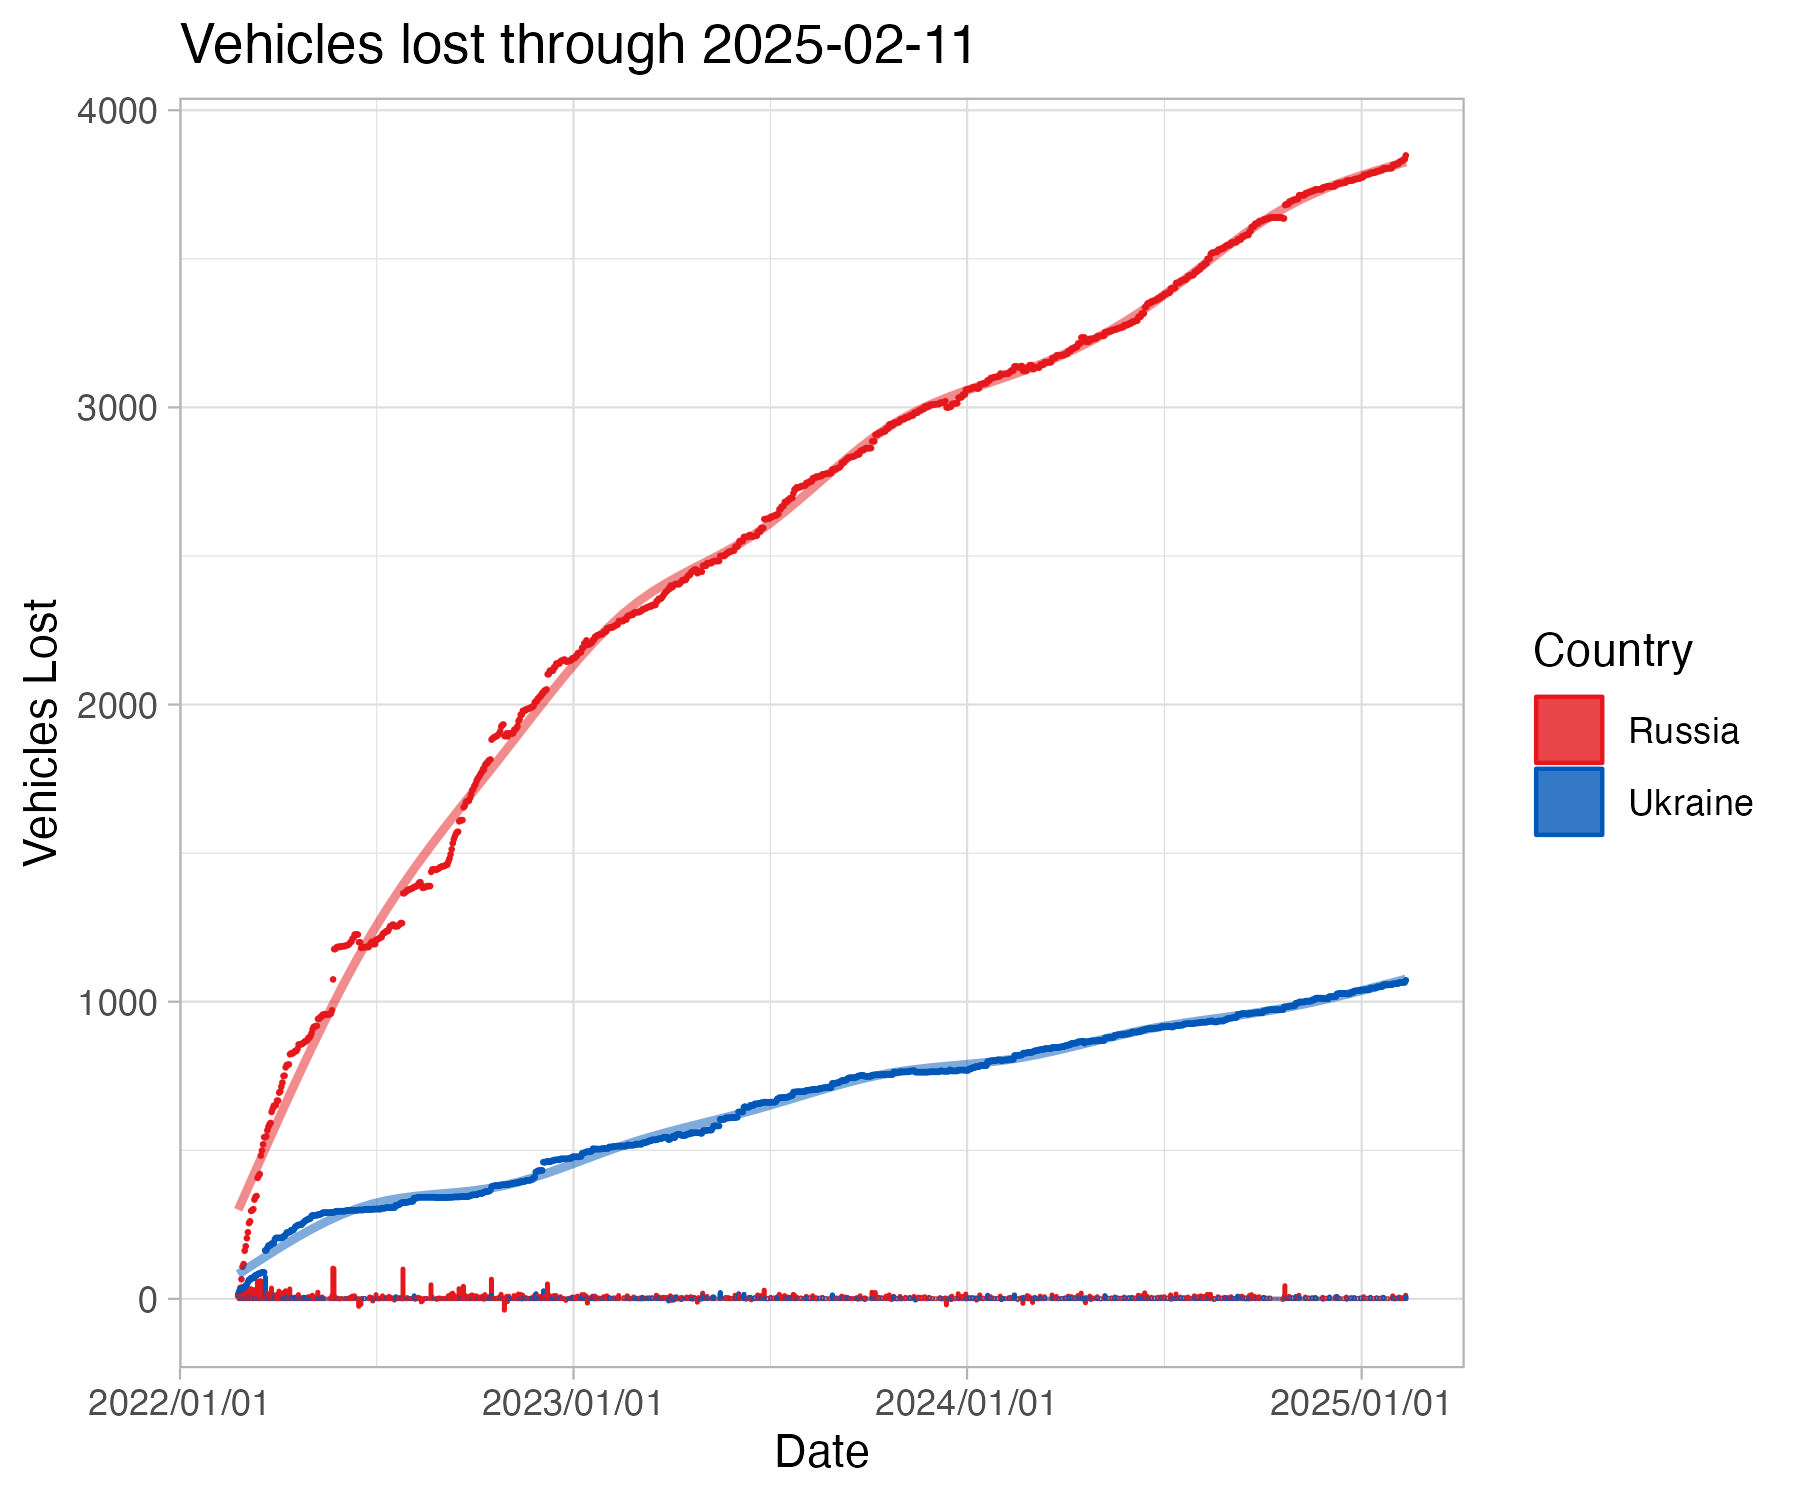 Vehicles lost through 2025-02-11
Vehicles Lost
4000
3000
2000
1000
0
2022/01/01
2023/01/01
2024/01/01
2025/01/01
Date
Country
Russia
Ukraine